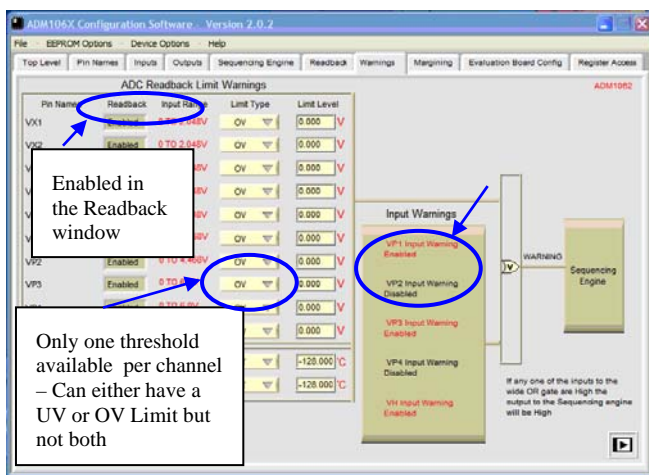 ADM106X Configuration Software - Version 2.0.2
File EEPROM Options Device Options Help
Top Level Pin Names Inputs Outputs Sequencing Engine Readback Warnings Margining Evaluation Board Config Register Access
ADC Readback Limit Warnings
ADM1062
Pin Name Readback Input Range Limit Type Limit Level
VX1 Enabled 0 TO 2.048V OV 0.000 V
VX2 Enabled 0 TO 2.048V OV 0.000 V
OV 0.000 V
OV 0.000 V
OV 0.000 V
OV 0.000 V
VP2 Enabled OV 0.000 V
VP3 Enabled OV 0.000 V
0.000 V
0.000 V
-128.000 °C
-128.000 °C
Enabled in
the Readback
window
Only one threshold
available per channel
– Can either have a
UV or OV Limit but
not both
Input Warnings
VP1 Input Warning
Enabled
VP2 Input Warning
Disabled
VP3 Input Warning
Enabled
VP4 Input Warning
Disabled
VH Input Warning
Enabled
V
WARNING
Sequencing
Engine
If any one of the inputs to the
wide OR gate are High the
output to the Sequencing engine
will be High